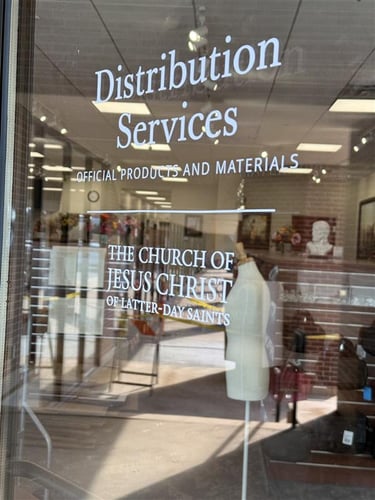 Distribution
Services
OFFICIAL PRODUCTS AND MATERIALS
THE CHURCH OF
JESUS CHRIST
OF LATTER-DAY SAINTS